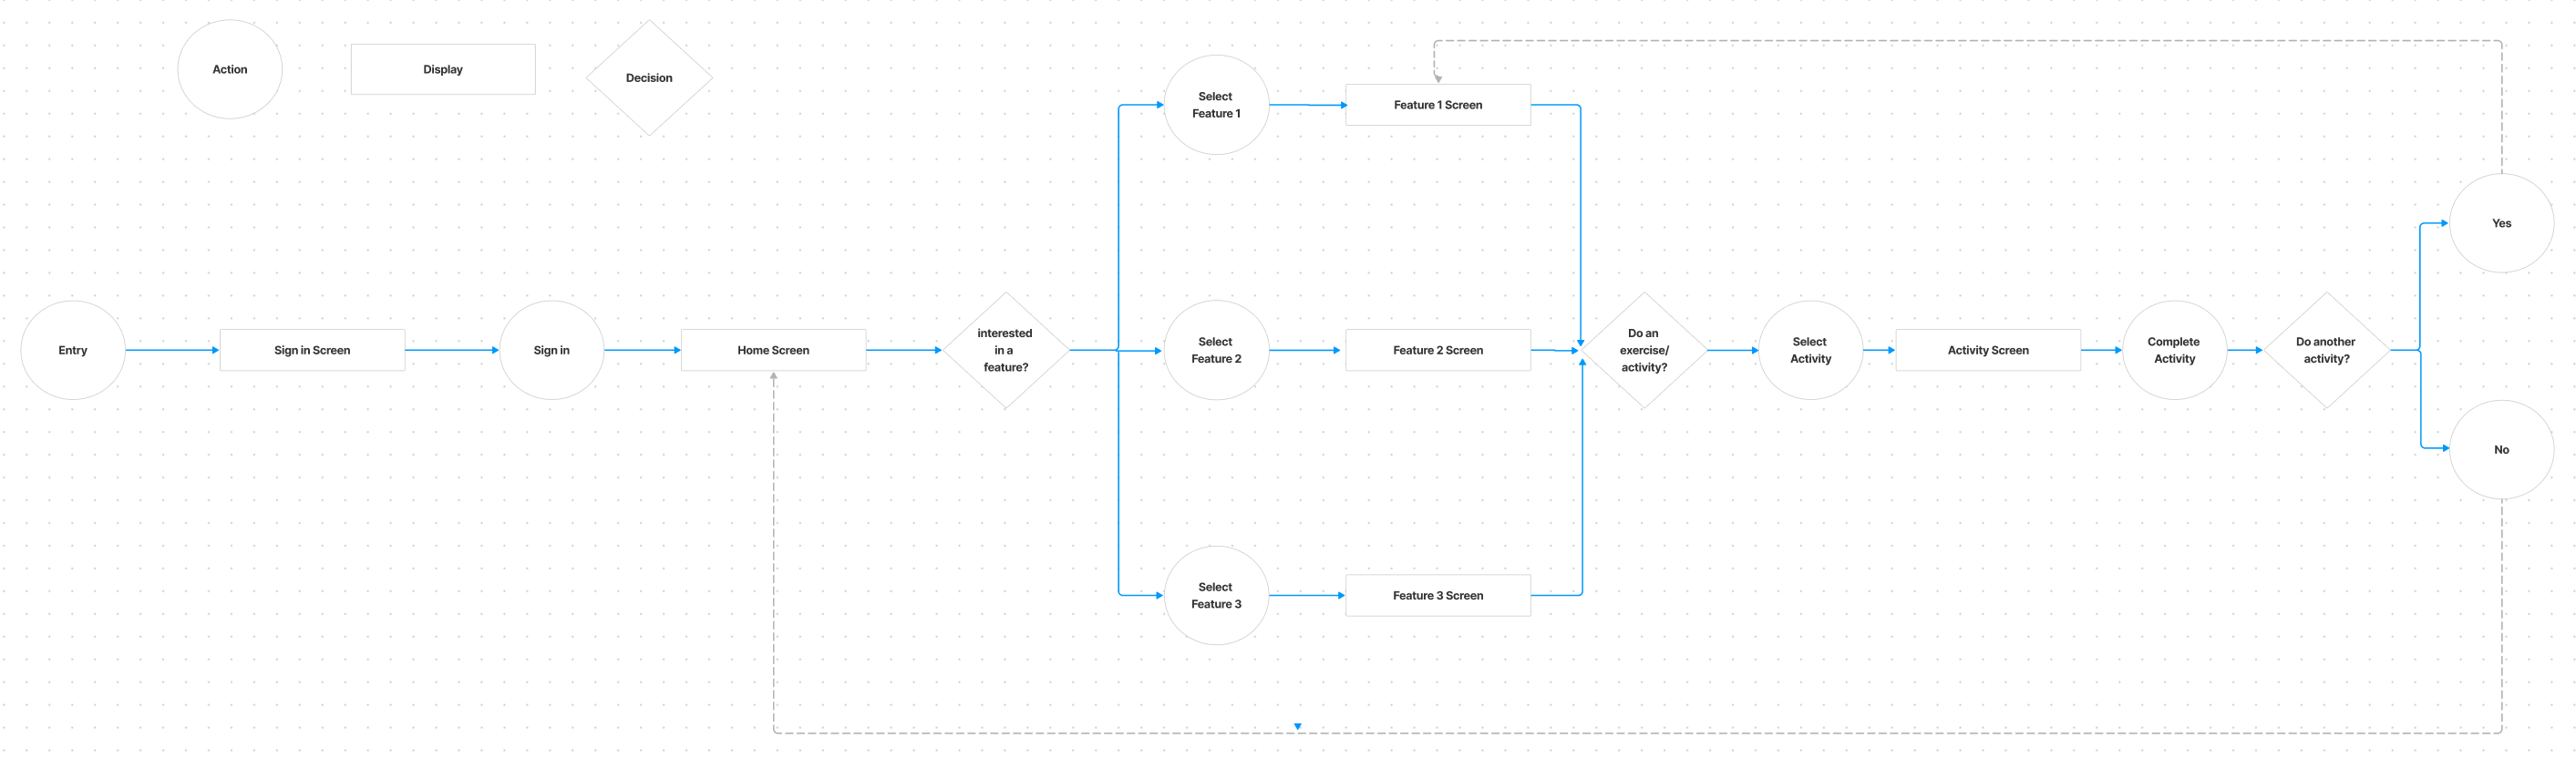 Action
Display
Decision
Select
Feature 1
Feature 1 Screen
Yes
Entry
Sign in Screen
Sign in
Home Screen
interested
in a
feature?
Select
Feature 2
Feature 2 Screen
Do an
exercise/
activity?
Select
Activity
Activity Screen
Complete
Activity
Do another
activity?
No
Select
Feature 3
Feature 3 Screen